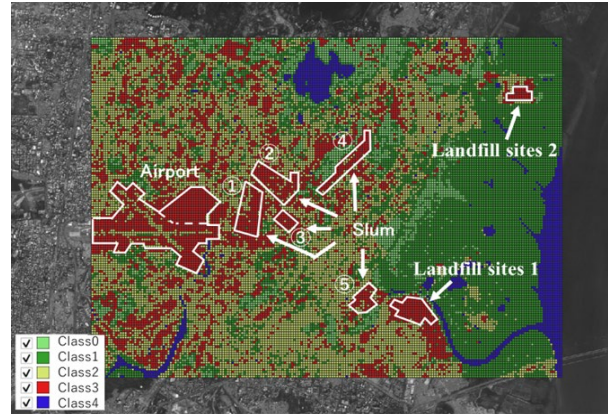 ④
Landfill sites 2
②
Airport
①
③
Slum
Landfill sites 1
⑤
Class0
Class1
Class2
Class3
Class4